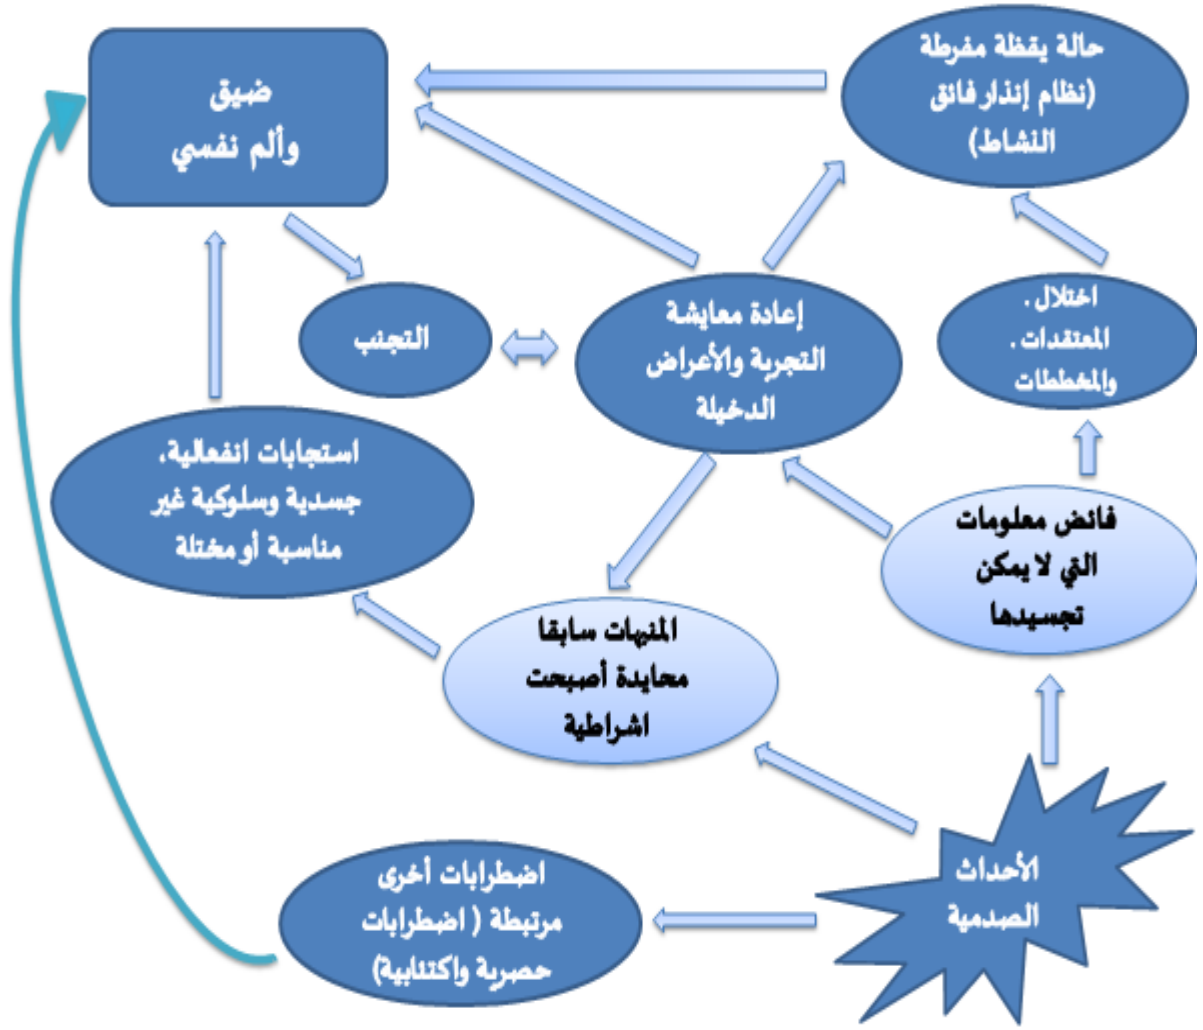 حالة يقظة مفرطة
(نظام إنذار فائق
النشاط)
ضيق
وألم نفسي
إعادة معايشة
التجربة والأعراض
الدخيلة
اختلال .
المعتقدات .
والمخططات
التجنب
استجابات انفعالية،
جسدية وسلوكية غير
مناسبة أو مختلة
فائض معلومات
التي لا يمكن
تجسيدها
المنبهات سابقا
محايدة أصبحت
اشراطية
الأحداث
الصدمية
اضطرابات أخرى
مرتبطة ( اضطرابات
حصرية واكتئابية)